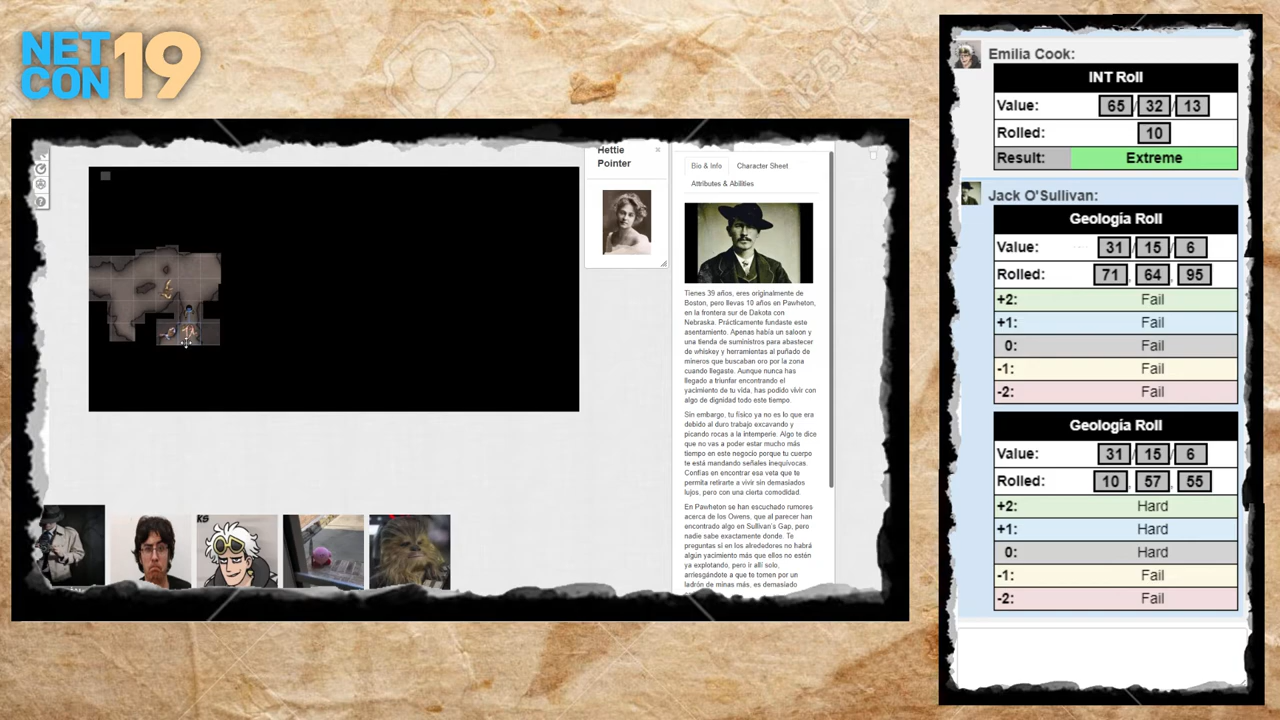 NET
CON
19
Hettie
Pointer
Bio & Info
Character Sheet
Attributes & Abilities
Tienes 39 años, eres originalmente de
Boston, pero llevas 10 años en Pawheton,
en la frontera sur de Dakota con
Nebraska. Prácticamente fundaste este
asentamiento. Apenas había un saloon y
una tienda de suministros para abastecer
de whiskey y herramientas al puñado de
mineros que buscaban oro por la zona
cuando llegaste. Aunque nunca has
llegado a triunfar encontrando el
yacimiento de tu vida, has podido vivir con
algo de dignidad todo este tiempo.
Sin embargo, tu físico ya no es lo que era
debido al duro trabajo excavando y
picando rocas a la intemperie. Algo te dice
que no vas a poder estar mucho más
tiempo en este negocio porque tu cuerpo
te está mandando señales inequívocas.
Confías en encontrar esa veta que te
permita retirarte a vivir sin demasiados
lujos, pero con una cierta comodidad.
En Pawheton se han escuchado rumores
acerca de los Owens, que al parecer han
encontrado algo en Sullivan's Gap, pero
nadie sabe exactamente donde. Te
preguntas si en los alrededores no habrá
algún yacimiento más que ellos no estén
ya explotando, pero ir allí solo,
arriesgándote a que te tomen por un
ladrón de minas más, es demasiado
KS
Emilia Cook:
INT Roll
Value: 65 / 32 / 13
Rolled: 10
Result: Extreme
Jack O'Sullivan:
Geología Roll
Value: 31 / 15 / 6
Rolled: 71, 64, 95
+2: Fail
+1: Fail
0: Fail
-1: Fail
-2: Fail
Geología Roll
Value: 31 / 15 / 6
Rolled: 10, 57, 55
+2: Hard
+1: Hard
0: Hard
-1: Fail
-2: Fail